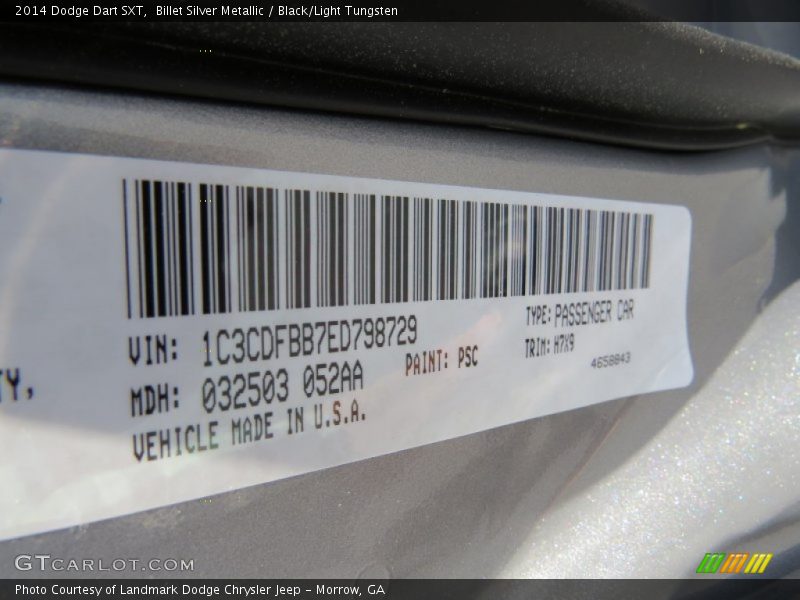 2014 Dodge Dart SXT,  Billet Silver Metallic / Black/Light Tungsten
TY,
VIN: 1C3CDFBB7ED798729
TYPE: PASSENGER CAR
MDH: 032503 052AA
PAINT: PSC
TRIM: H7X9
4658843
VEHICLE MADE IN U.S.A.
GTCARLOT.COM
Photo Courtesy of Landmark Dodge Chrysler Jeep - Morrow, GA